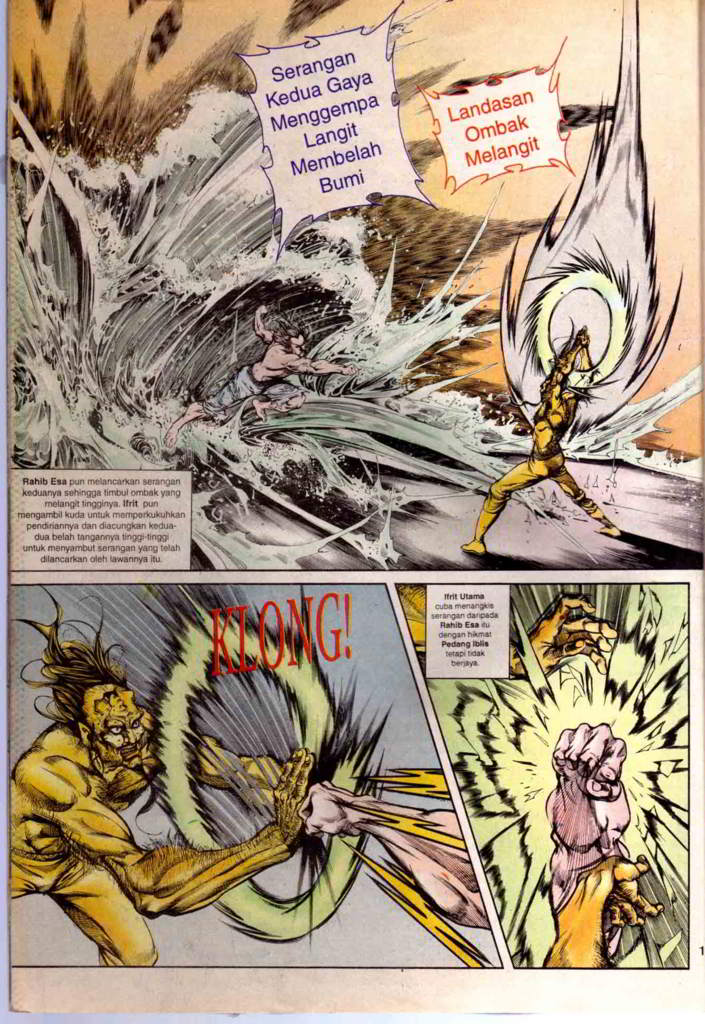 Serangan
Kedua Gaya
Menggempa
Langit
Membelah
Bumi
Landasan
Ombak
Melangit
Rahib Esa pun melancarkan serangan
keduanya sehingga timbul ombak yang
melangit tingginya. Ifrit pun
mengambil kuda untuk memperkukuhkan
pendiriannya dan diacungkan kedua-
dua belah tangannya tinggi-tinggi
untuk menyambut serangan yang telah
dilancarkan oleh lawannya itu.
KLONG!
Ifrit Utama
cuba menangkis
serangan daripada
Rahib Esa itu
dengan hikmat
Pedang Iblis
tetapi tidak
berjaya.
1